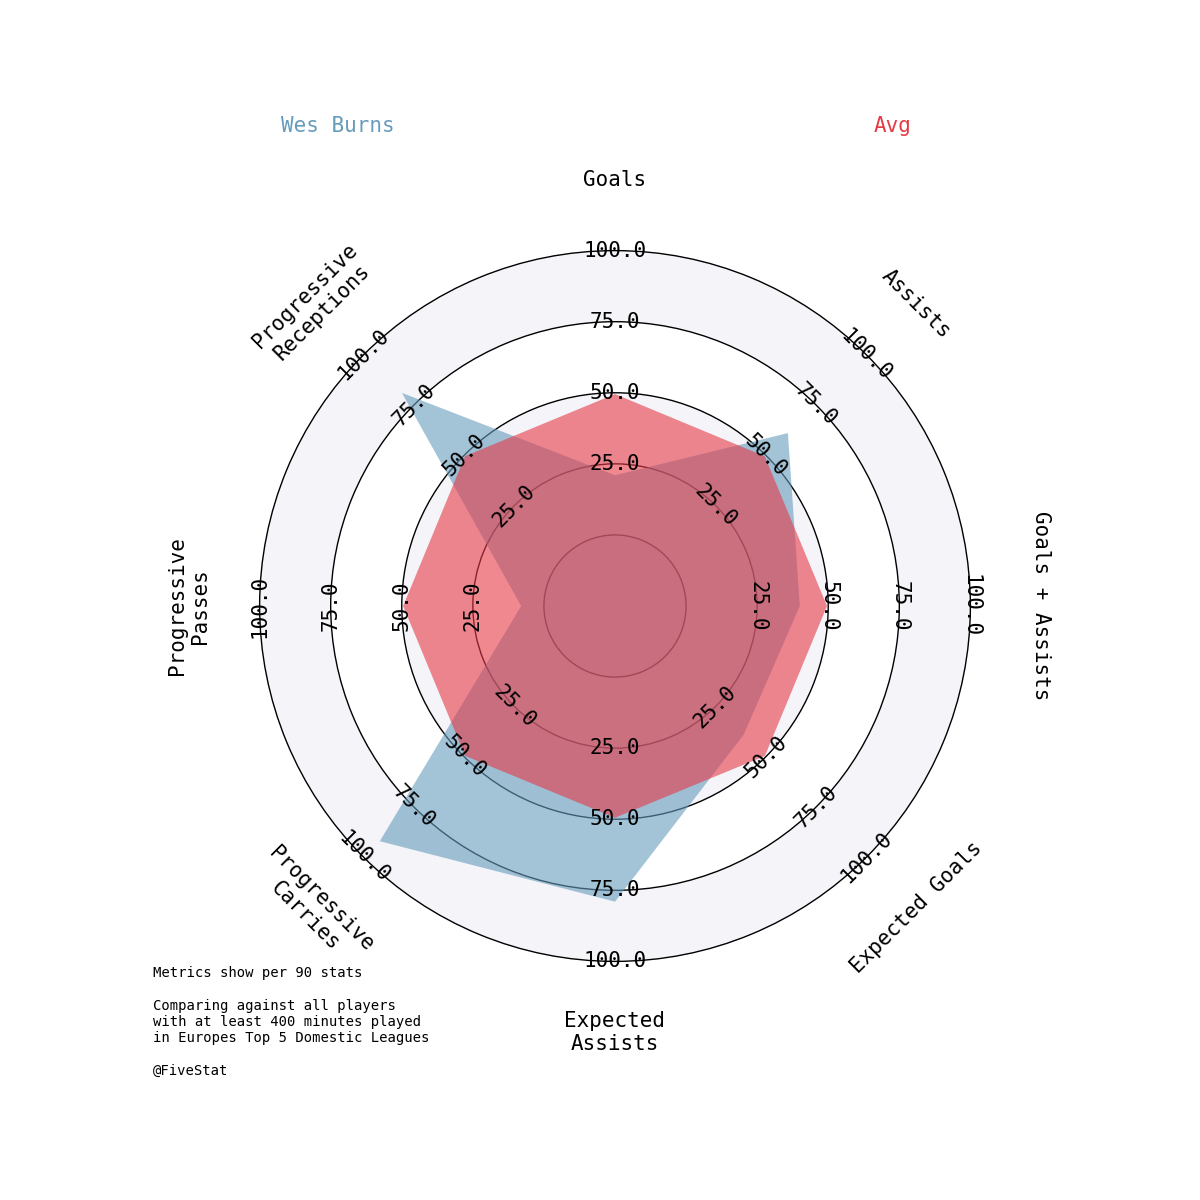 Wes Burns
Avg
Goals
Assists
Goals + Assists
Expected Goals
Expected
Assists
Progressive
Carries
Progressive
Passes
Progressive
Receptions
25.0
50.0
75.0
100.0
25.0
50.0
75.0
100.0
25.0
50.0
75.0
100.0
25.0
50.0
75.0
100.0
25.0
50.0
75.0
100.0
25.0
50.0
75.0
100.0
25.0
50.0
75.0
100.0
25.0
50.0
75.0
100.0
Metrics show per 90 stats
Comparing against all players
with at least 400 minutes played
in Europes Top 5 Domestic Leagues
@FiveStat